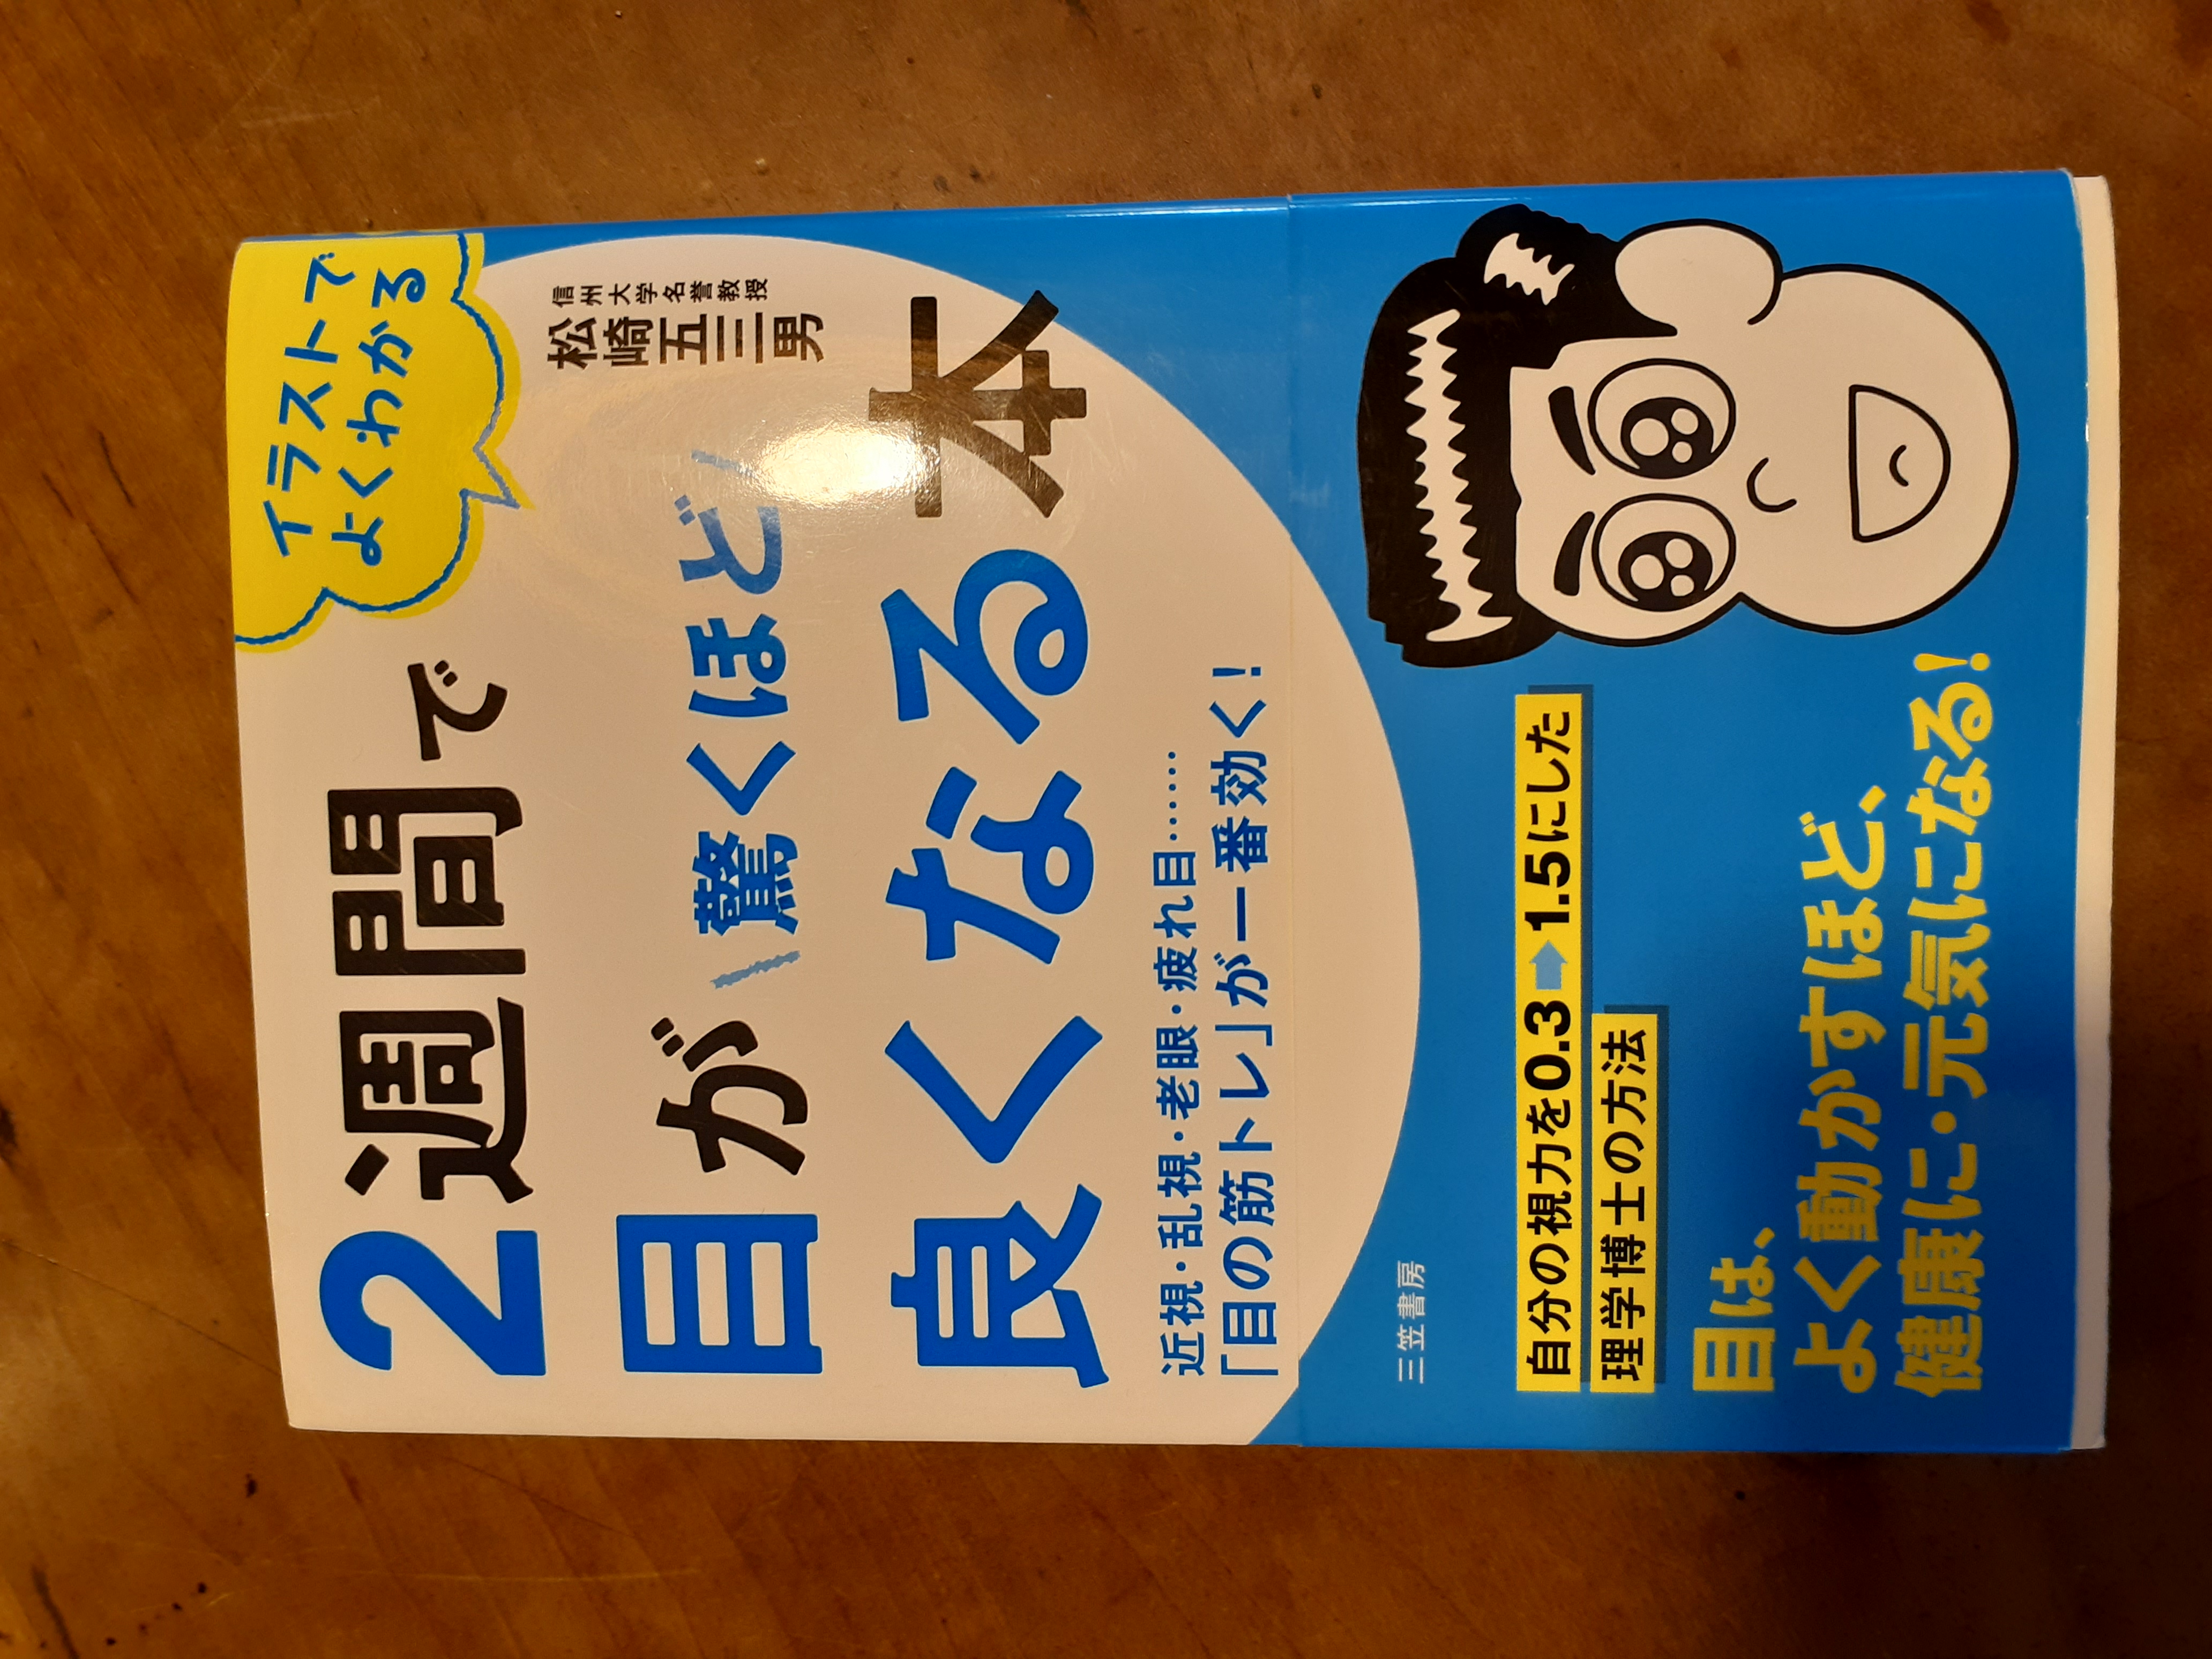 イラストで
よくわかる
2週間で
目が驚くほど
良くなる本
信州大学名誉教授
松崎五三男
近視・乱視・老眼・疲れ目……
「目の筋トレ」が一番効く!
三笠書房
自分の視力を0.3➡1.5にした
理学博士の方法
目は、
よく動かすほど、
健康に・元気になる!